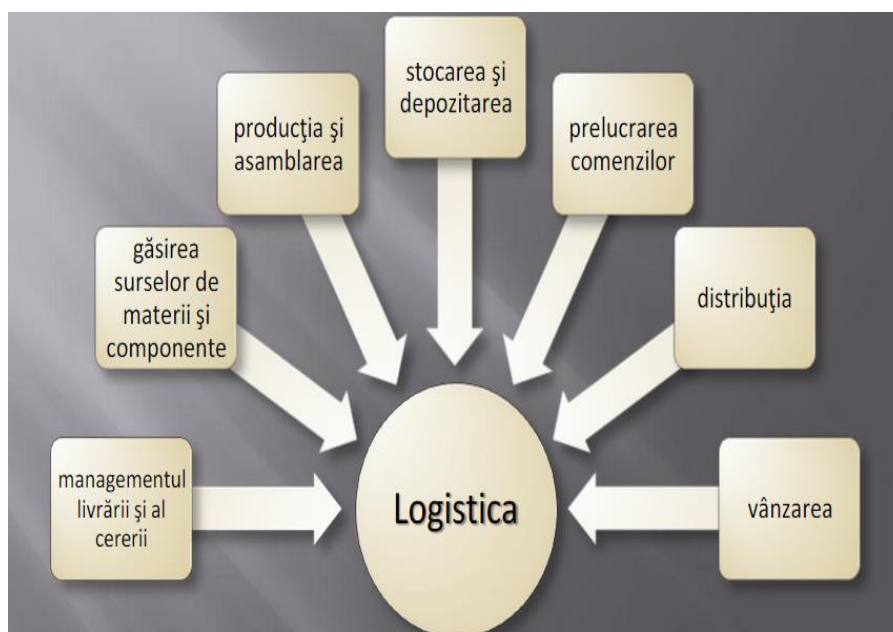 stocarea şi
depozitarea
producţia şi
asamblarea
prelucrarea
comenzilor
găsirea
surselor de
materii şi
componente
distribuţia
managementul
livrării şi al
cererii
Logistica
vânzarea